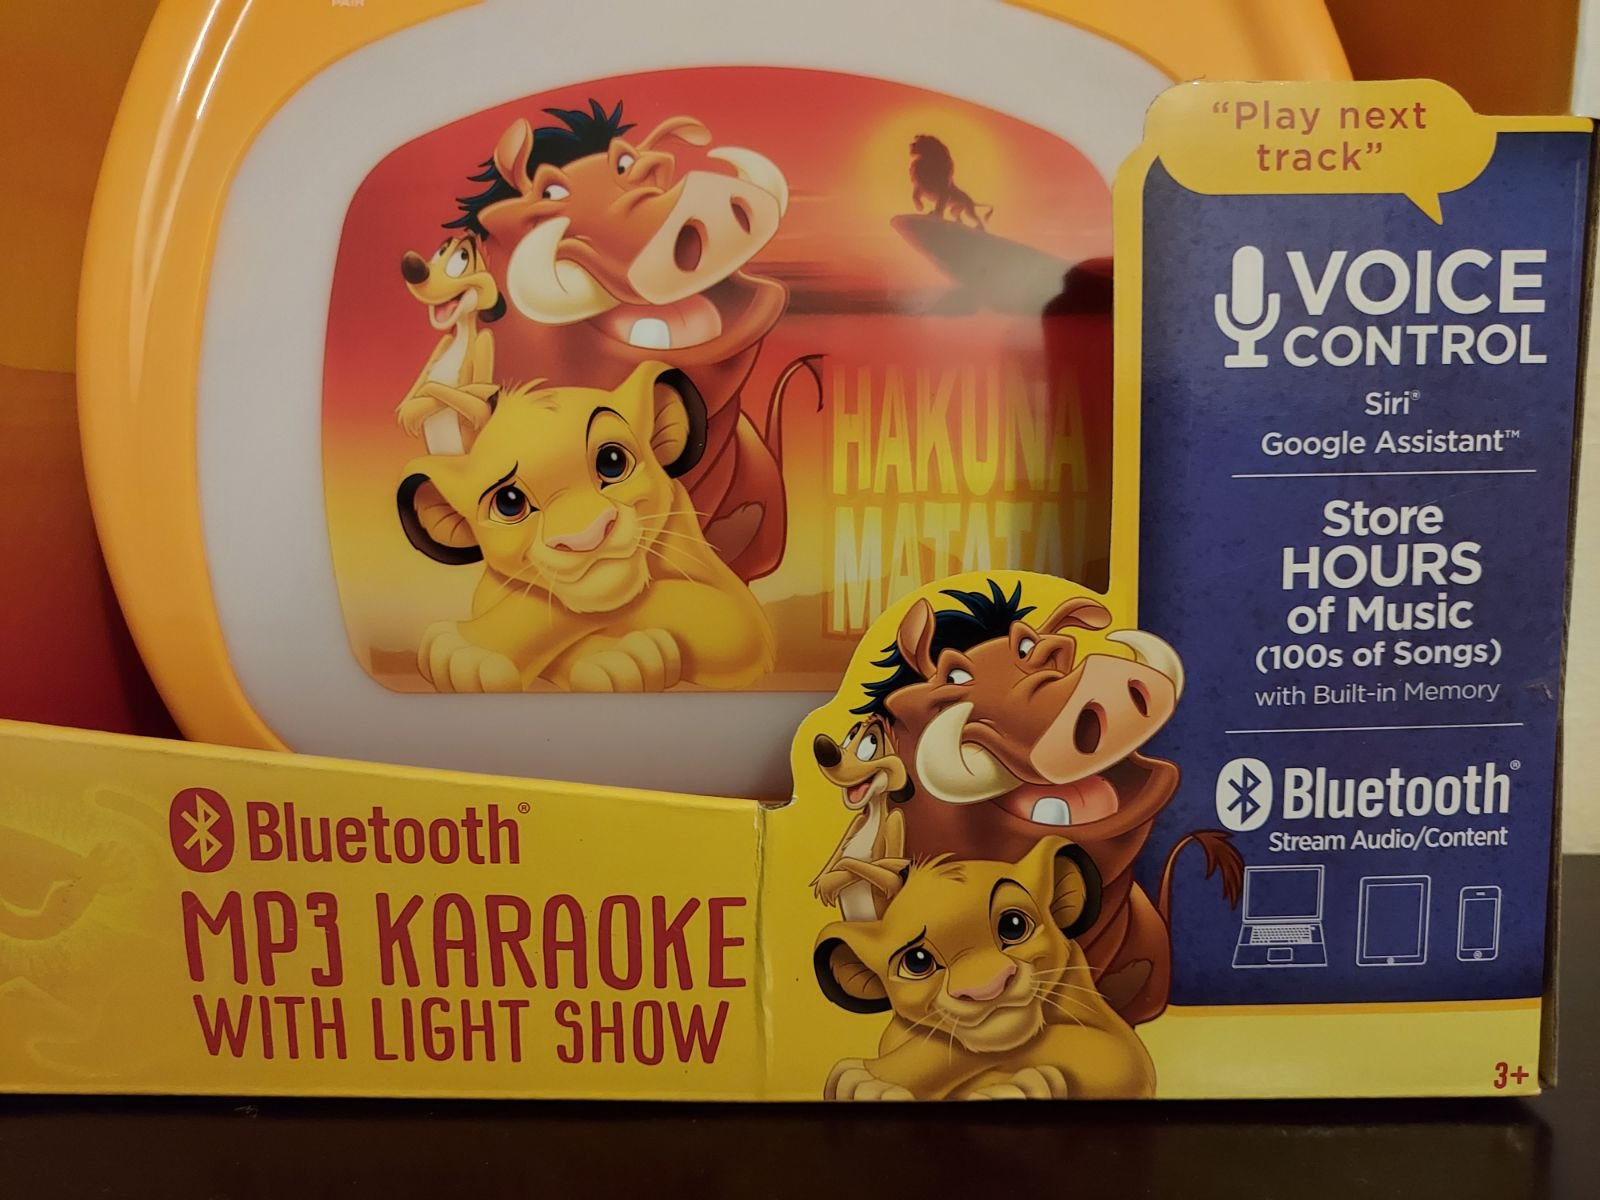 PAIR
"Play next
track"
VOICE
CONTROL
Siri®
Google Assistant™
Store
HOURS
of Music
(100s of Songs)
with Built-in Memory
Bluetooth®
Stream Audio/Content
HAKUNA
MATATA!
Bluetooth®
MP3 KARAOKE
WITH LIGHT SHOW
3+